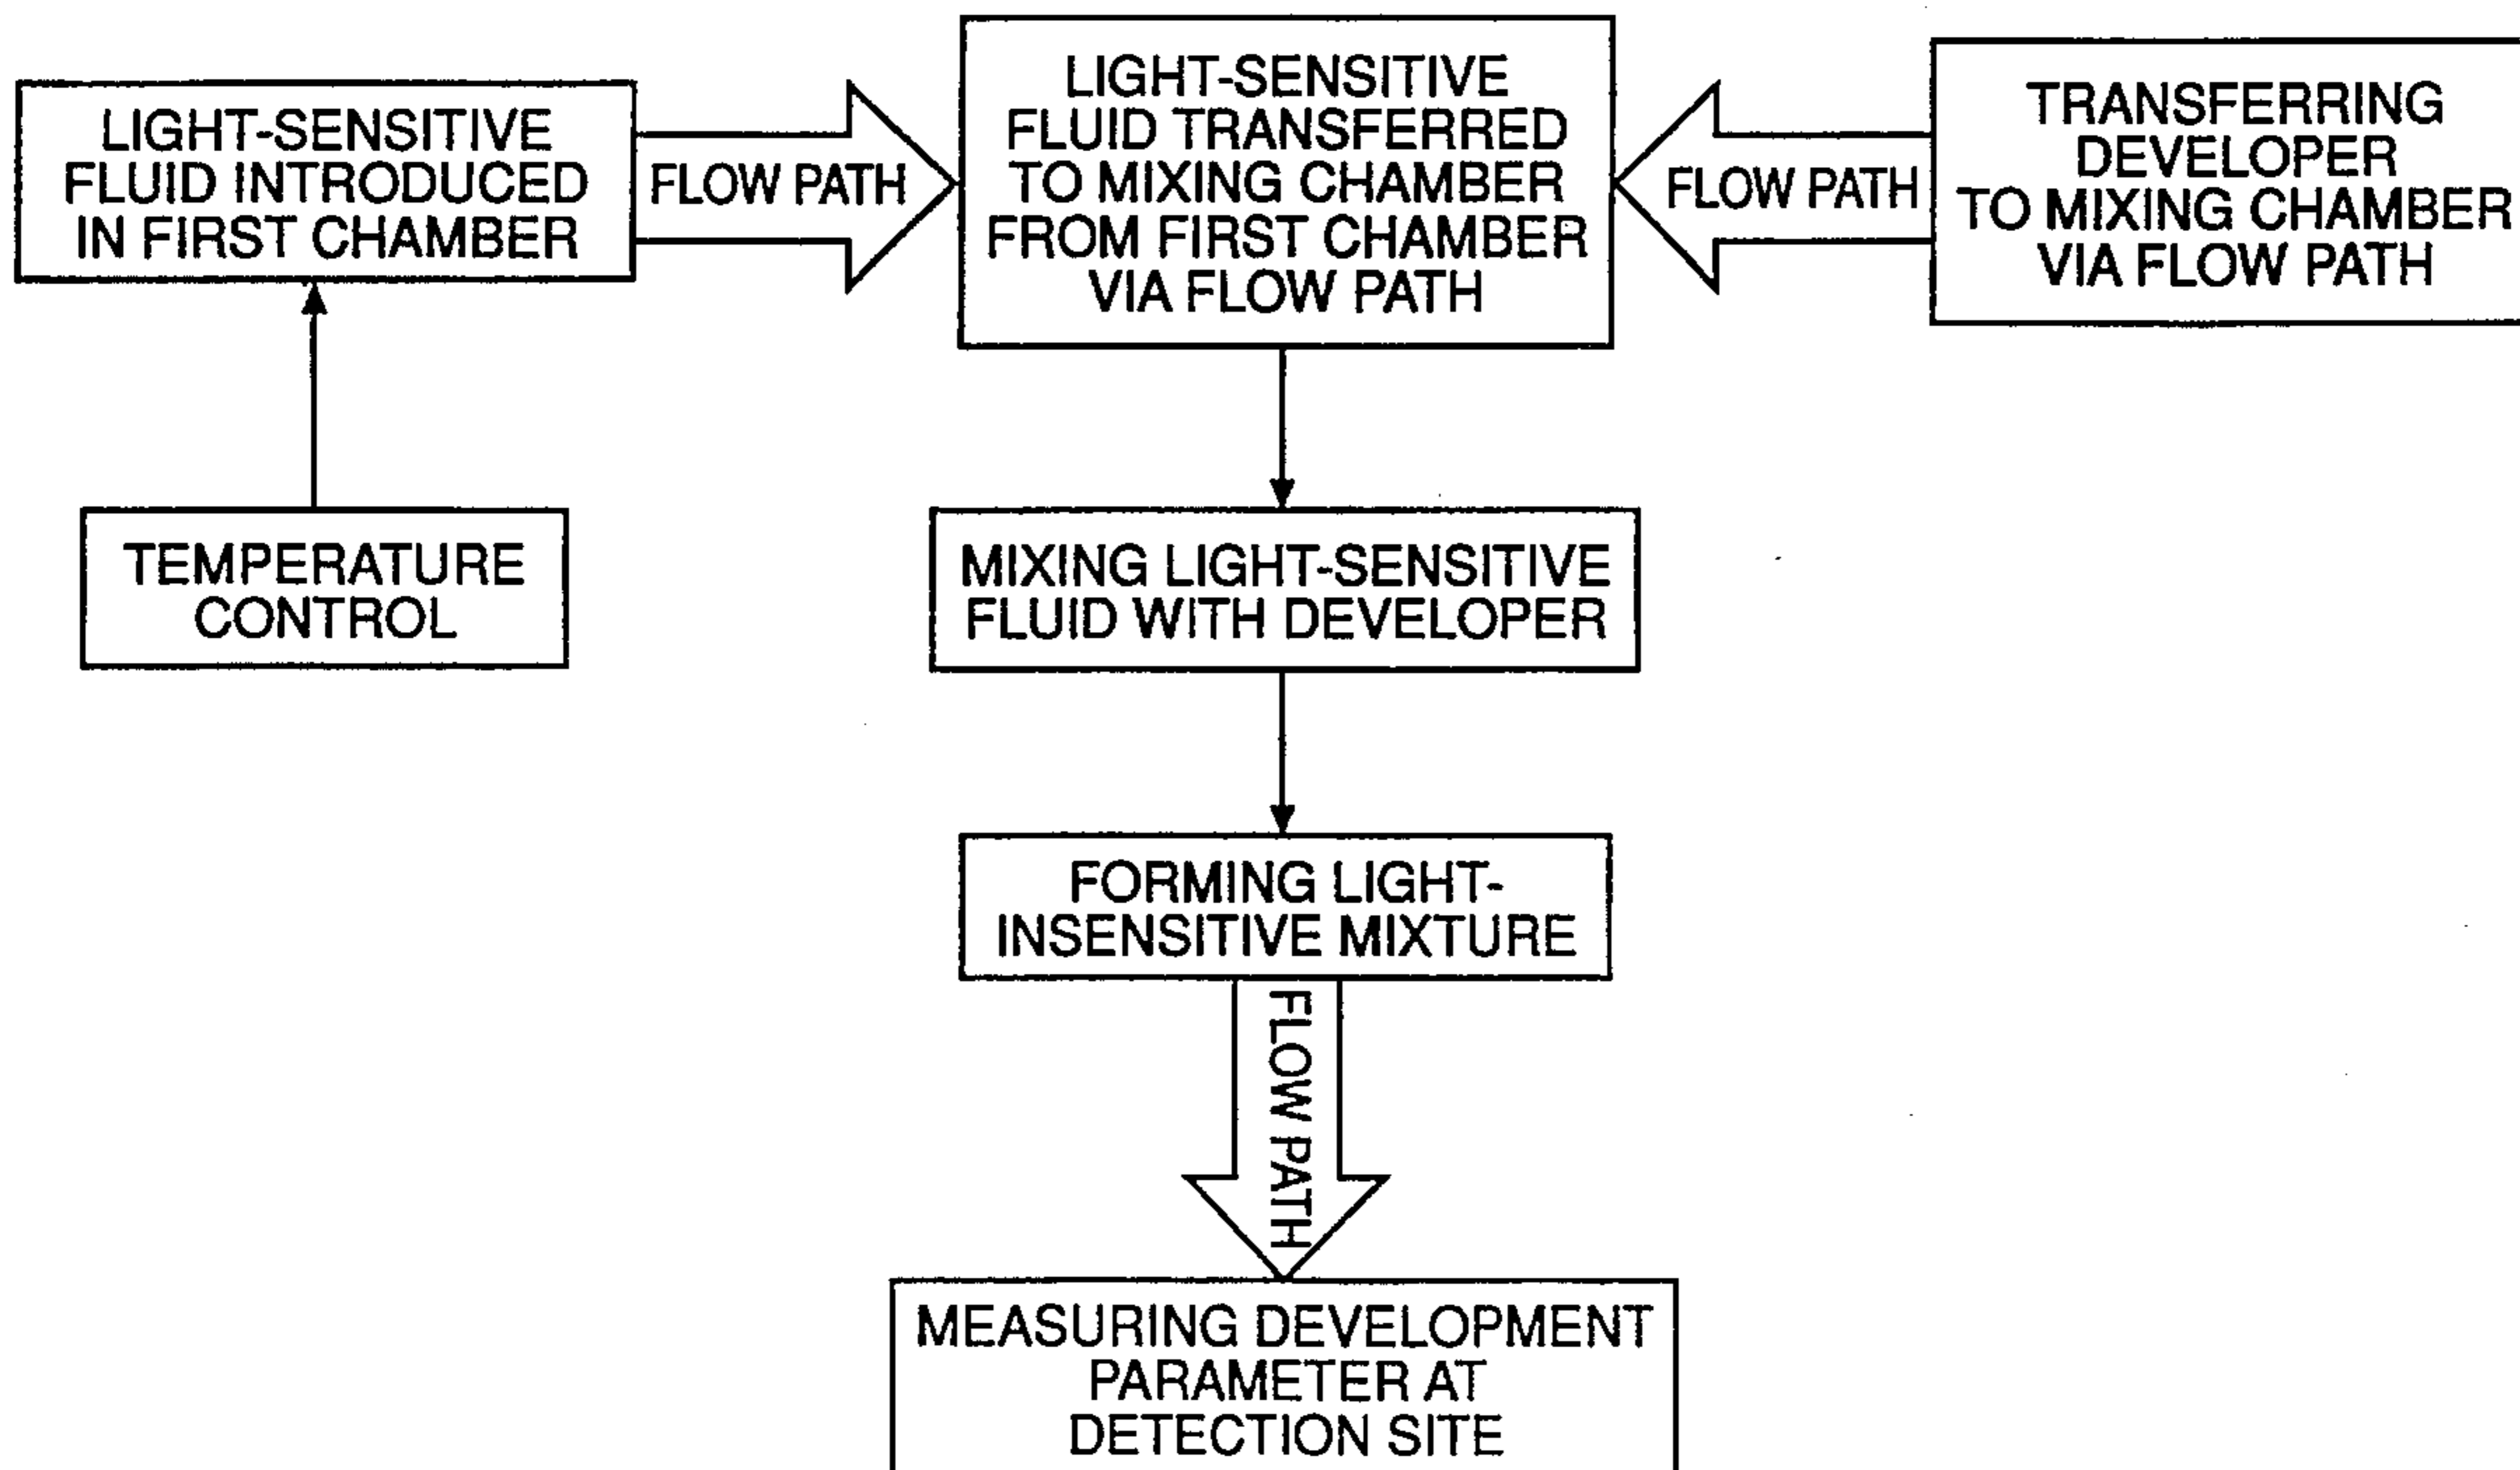 LIGHT-SENSITIVE
FLUID INTRODUCED
IN FIRST CHAMBER
FLOW PATH
LIGHT-SENSITIVE
FLUID TRANSFERRED
TO MIXING CHAMBER
FROM FIRST CHAMBER
VIA FLOW PATH
FLOW PATH
TRANSFERRING
DEVELOPER
TO MIXING CHAMBER
VIA FLOW PATH
TEMPERATURE
CONTROL
MIXING LIGHT-SENSITIVE
FLUID WITH DEVELOPER
FORMING LIGHT-
INSENSITIVE MIXTURE
FLOW PATH
MEASURING DEVELOPMENT
PARAMETER AT
DETECTION SITE